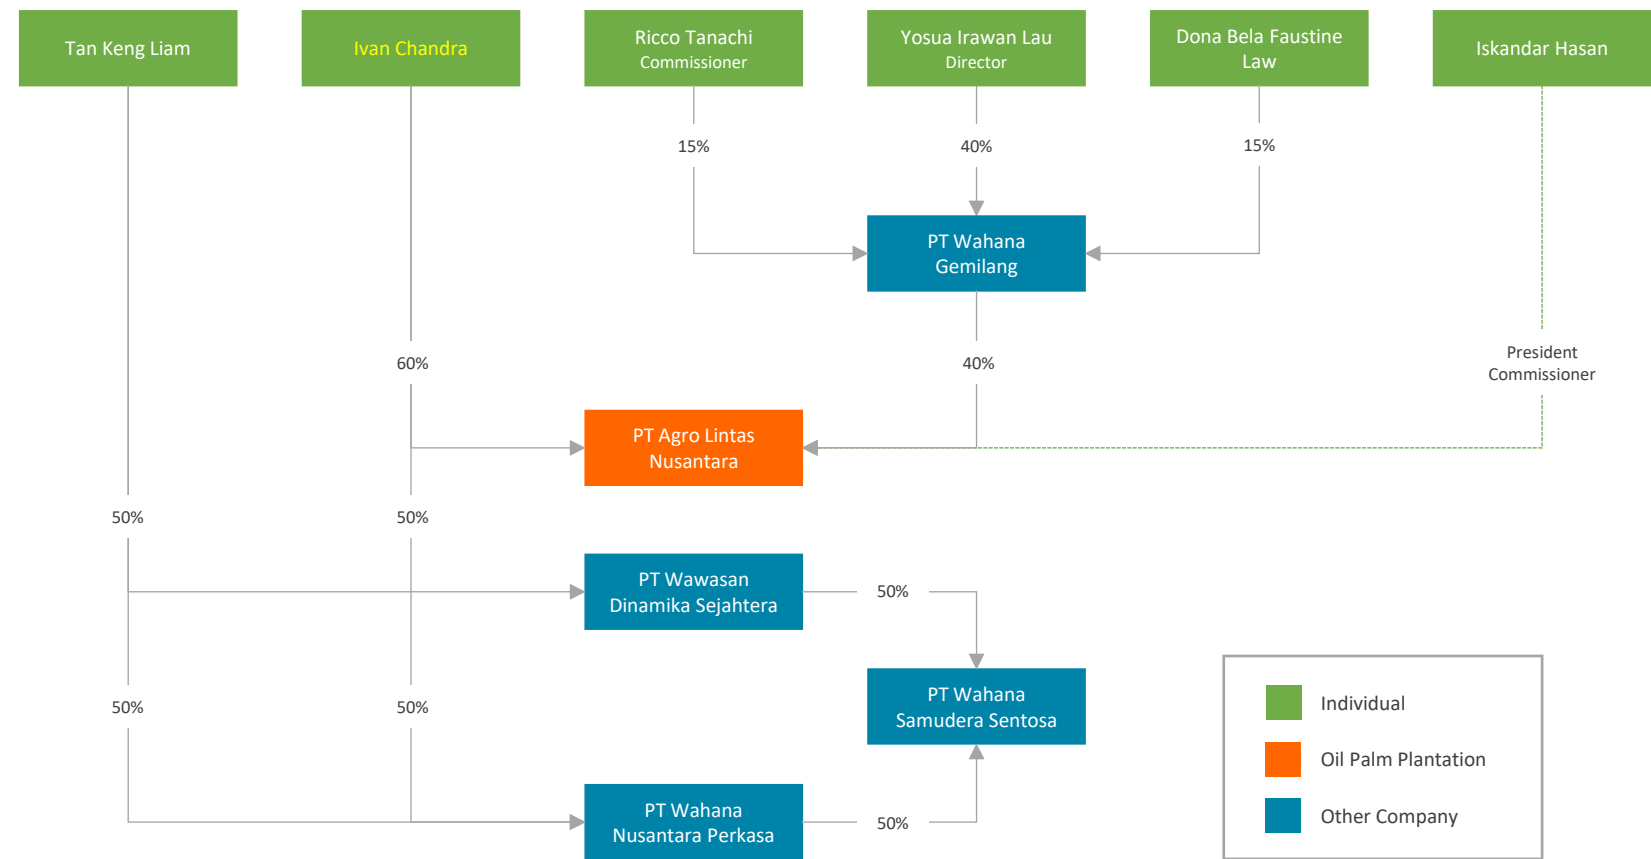 Tan Keng Liam
Ivan Chandra
Ricco Tanachi
Commissioner
Yosua Irawan Lau
Director
Dona Bela Faustine
Law
Iskandar Hasan
15%
40%
15%
PT Wahana
Gemilang
60%
40%
President
Commissioner
PT Agro Lintas
Nusantara
50%
50%
PT Wawasan
Dinamika Sejahtera
50%
50%
50%
PT Wahana
Samudera Sentosa
PT Wahana
Nusantara Perkasa
50%
Individual
Oil Palm Plantation
Other Company